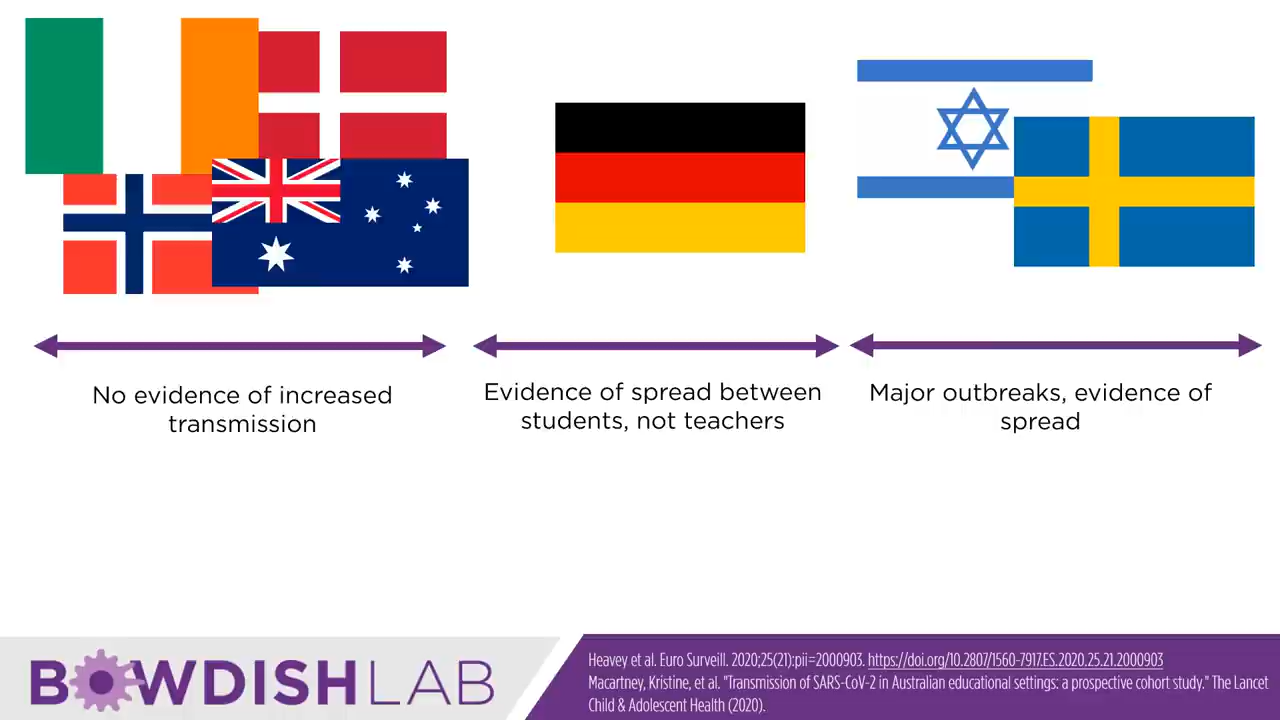 No evidence of increased
transmission
Evidence of spread between
students, not teachers
Major outbreaks, evidence of
spread
BOWDISHLAB
Heavey et al. Euro Surveill. 2020;25(21):pii=2000903. https://doi.org/10.2807/1560-7917.ES.2020.25.21.2000903
Macartney, Kristine, et al. "Transmission of SARS-CoV-2 in Australian educational settings: a prospective cohort study." The Lancet
Child & Adolescent Health (2020).